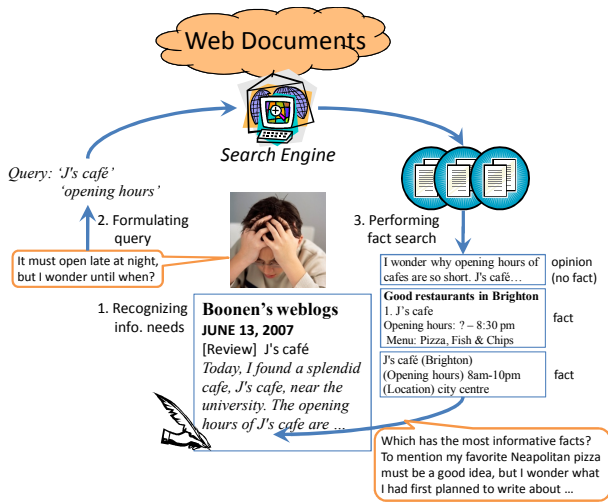 Web Documents
Search Engine
Query: ‘J's café’
‘opening hours’
2. Formulating
query
3. Performing
fact search
It must open late at night,
but I wonder until when?
1. Recognizing
info. needs
Boonen’s weblogs
JUNE 13, 2007
[Review] J's café
Today, I found a splendid
cafe, J's cafe, near the
university. The opening
hours of J's cafe are …
I wonder why opening hours of
cafes are so short. J's café…
opinion
(no fact)
Good restaurants in Brighton
1. J’s cafe
Opening hours: ? – 8:30 pm
Menu: Pizza, Fish & Chips
fact
J's café (Brighton)
(Opening hours) 8am-10pm
(Location) city centre
fact
Which has the most informative facts?
To mention my favorite Neapolitan pizza
must be a good idea, but I wonder what
I had first planned to write about …